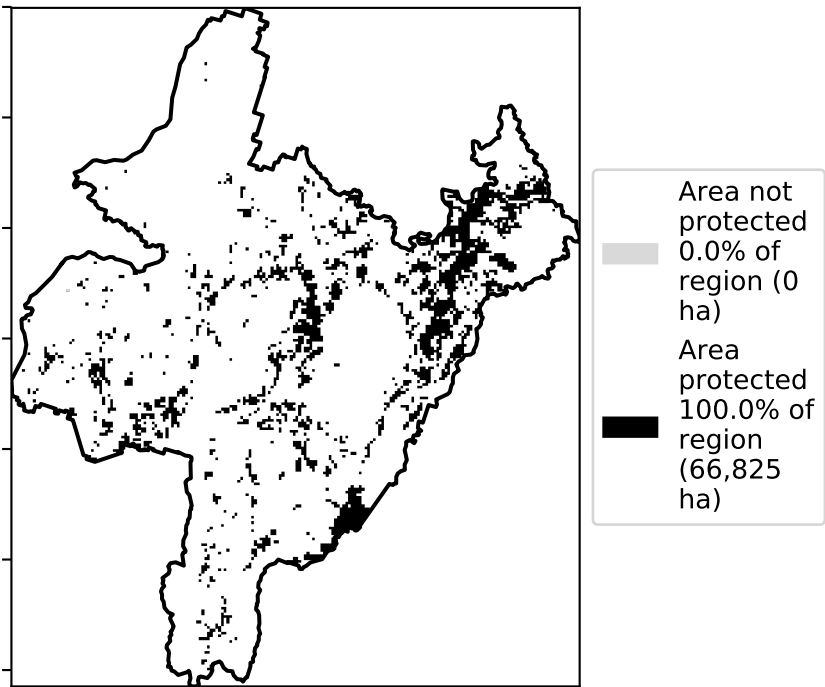 Area not
protected
0.0% of
region (0
ha)
Area
protected
100.0% of
region
(66,825
ha)